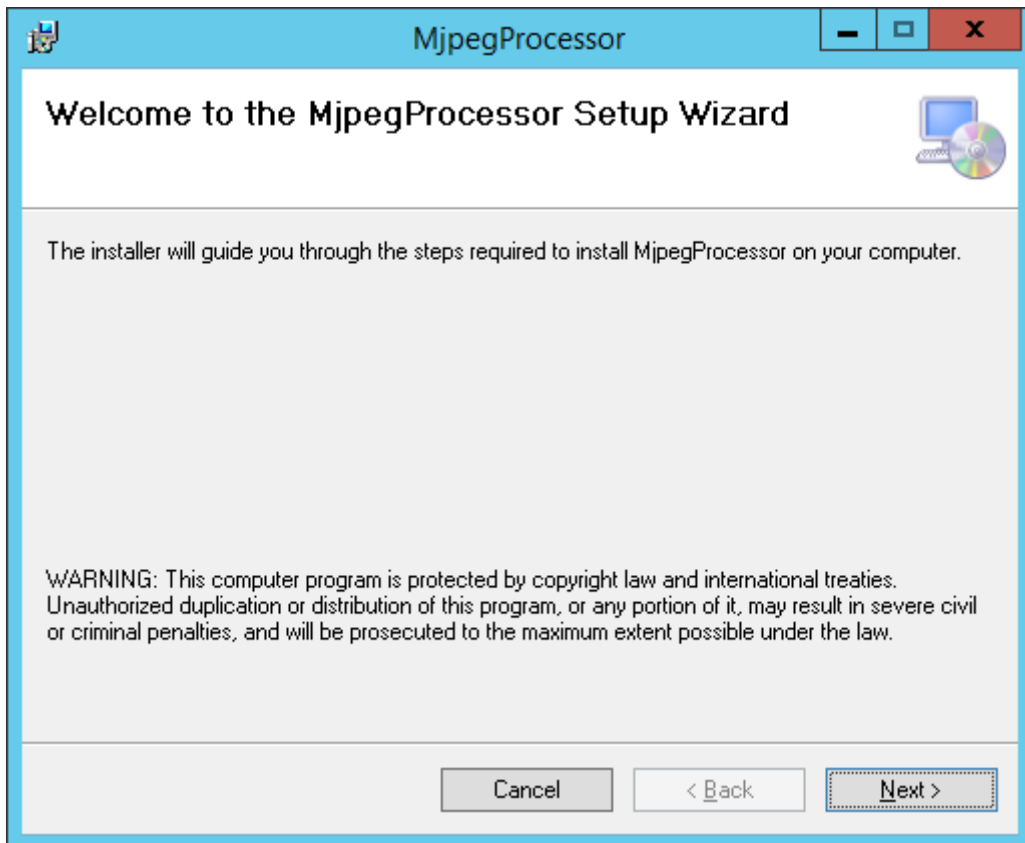 MjpegProcessor
Welcome to the MjpegProcessor Setup Wizard
The installer will guide you through the steps required to install MjpegProcessor on your computer.
WARNING: This computer program is protected by copyright law and international treaties.
Unauthorized duplication or distribution of this program, or any portion of it, may result in severe civil
or criminal penalties, and will be prosecuted to the maximum extent possible under the law.
Cancel < Back Next >